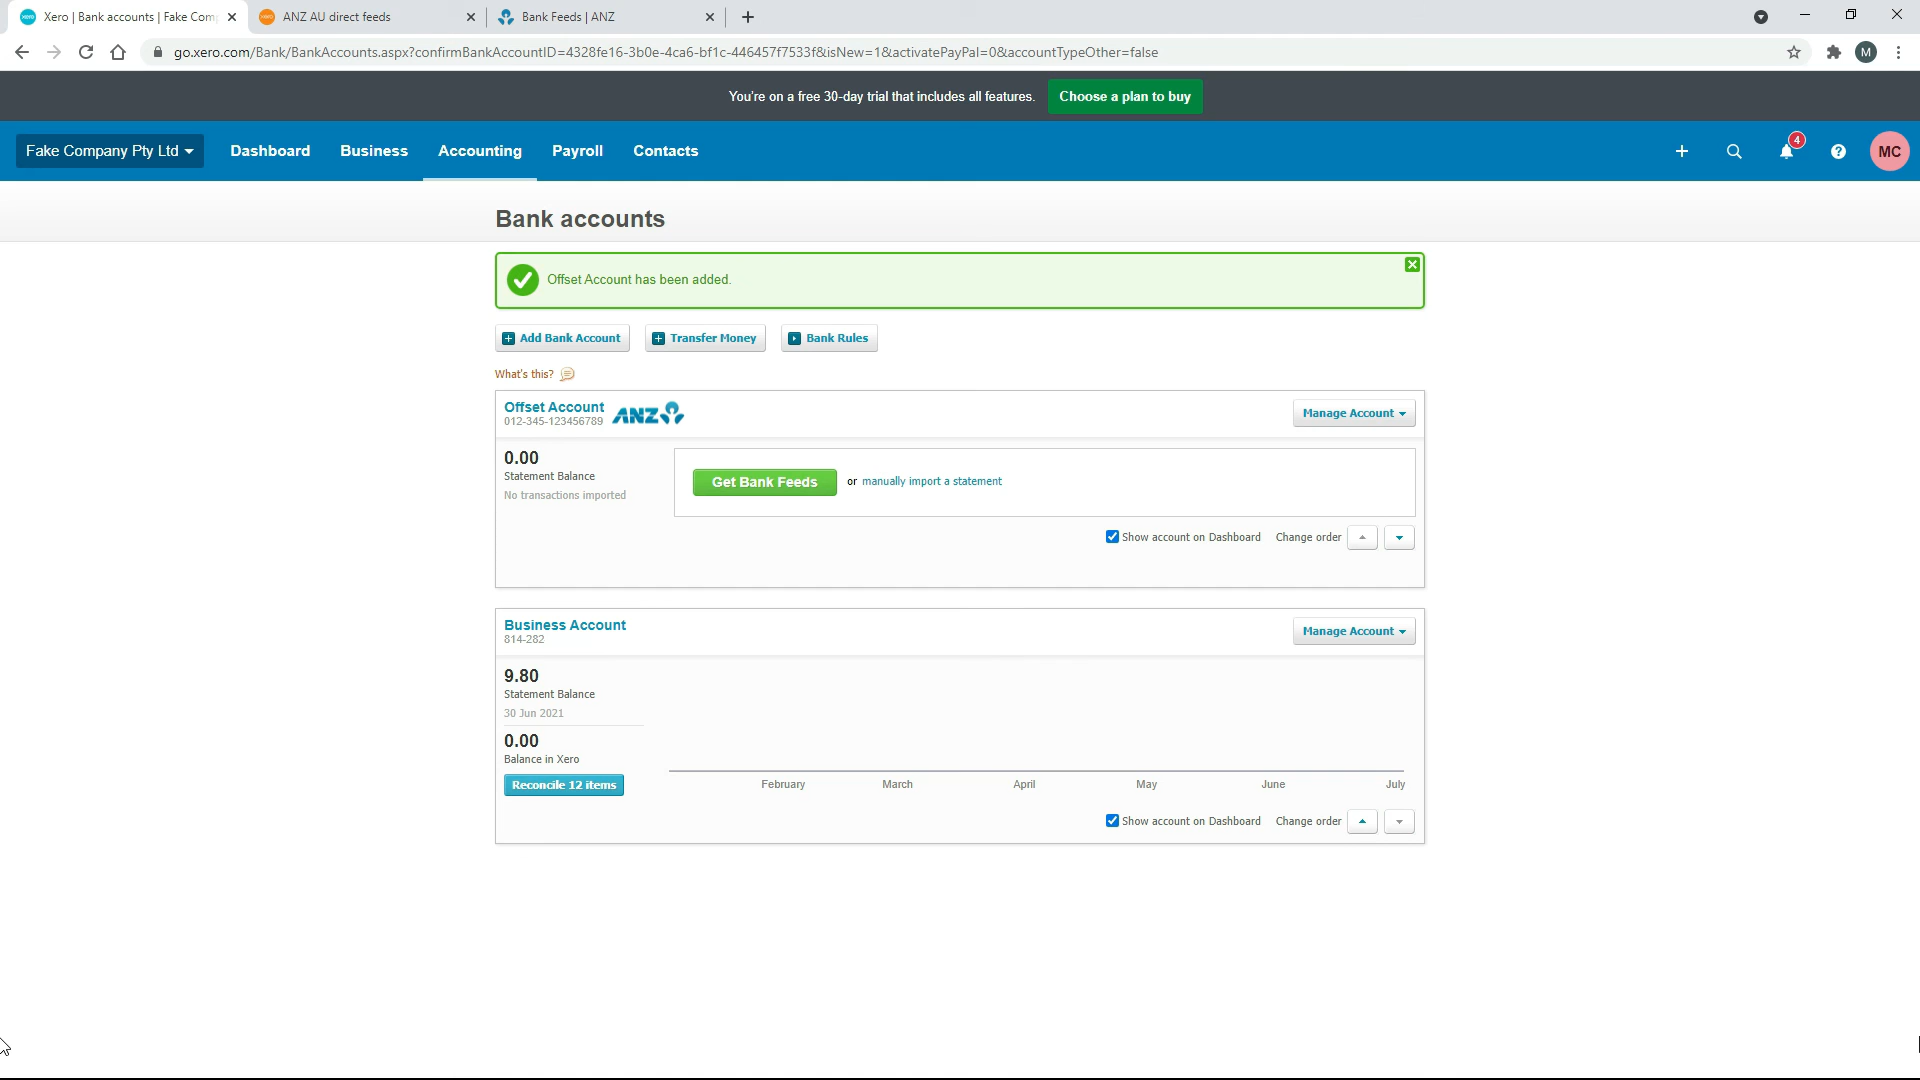 Xero | Bank accounts | Fake Com
ANZ AU direct feeds
Bank Feeds | ANZ
go.xero.com/Bank/BankAccounts.aspx?confirmBankAccountID=4328fe16-3b0e-4ca6-bf1c-446457f7533f&isNew=1&activatePayPal=0&accountTypeOther=false
M
You're on a free 30-day trial that includes all features.
Choose a plan to buy
Fake Company Pty Ltd
Dashboard
Business
Accounting
Payroll
Contacts
4
MC
Bank accounts
Offset Account has been added.
Add Bank Account
Transfer Money
Bank Rules
What's this?
Offset Account
012-345-123456789
ANZ
Manage Account
0.00
Statement Balance
No transactions imported
Get Bank Feeds
or manually import a statement
Show account on Dashboard
Change order
Business Account
814-282
Manage Account
9.80
Statement Balance
30 Jun 2021
0.00
Balance in Xero
Reconcile 12 items
February
March
April
May
June
July
Show account on Dashboard
Change order